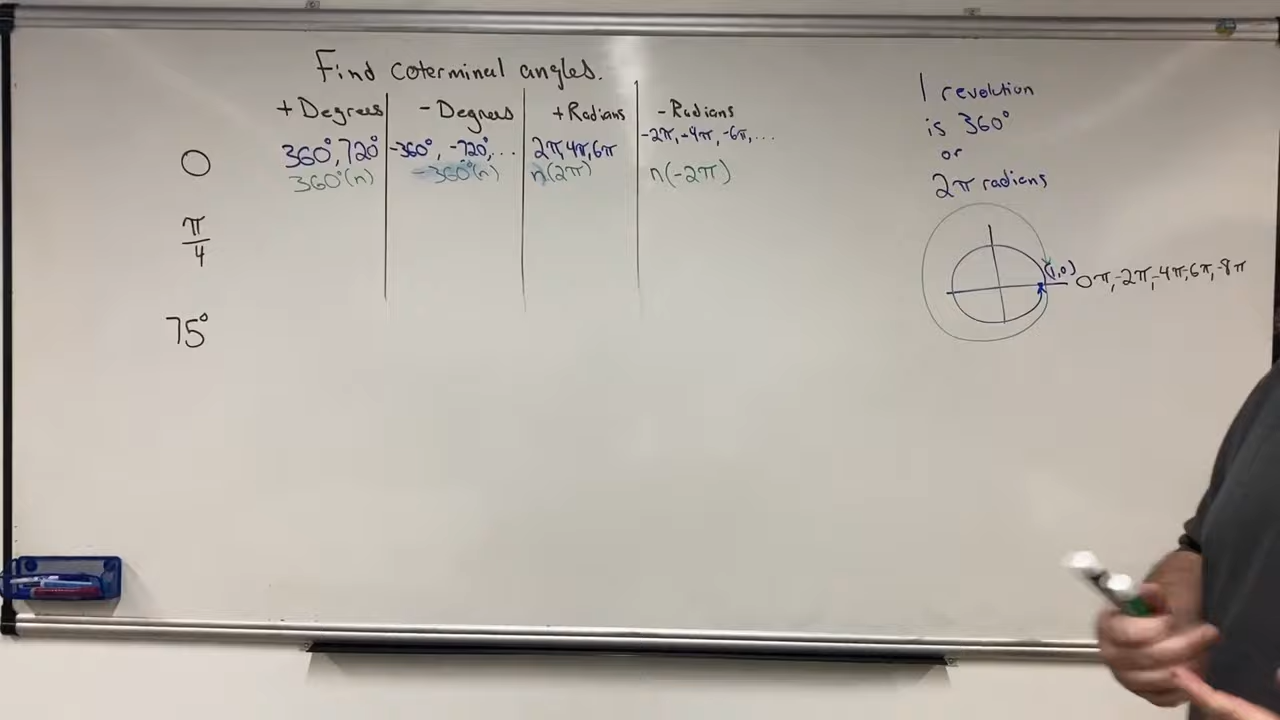 Find coterminal angles.
+ Degrees - Degrees + Radians - Radians
0 360°, 720° -360°, -720°, ... 2π, 4π, 6π -2π, -4π, -6π, ...
360°(n) -360°(n) n(2π) n(-2π)
π/4
75°
1 revolution
is 360°
or
2π radians
(1,0)
0π, -2π, -4π, -6π, -8π